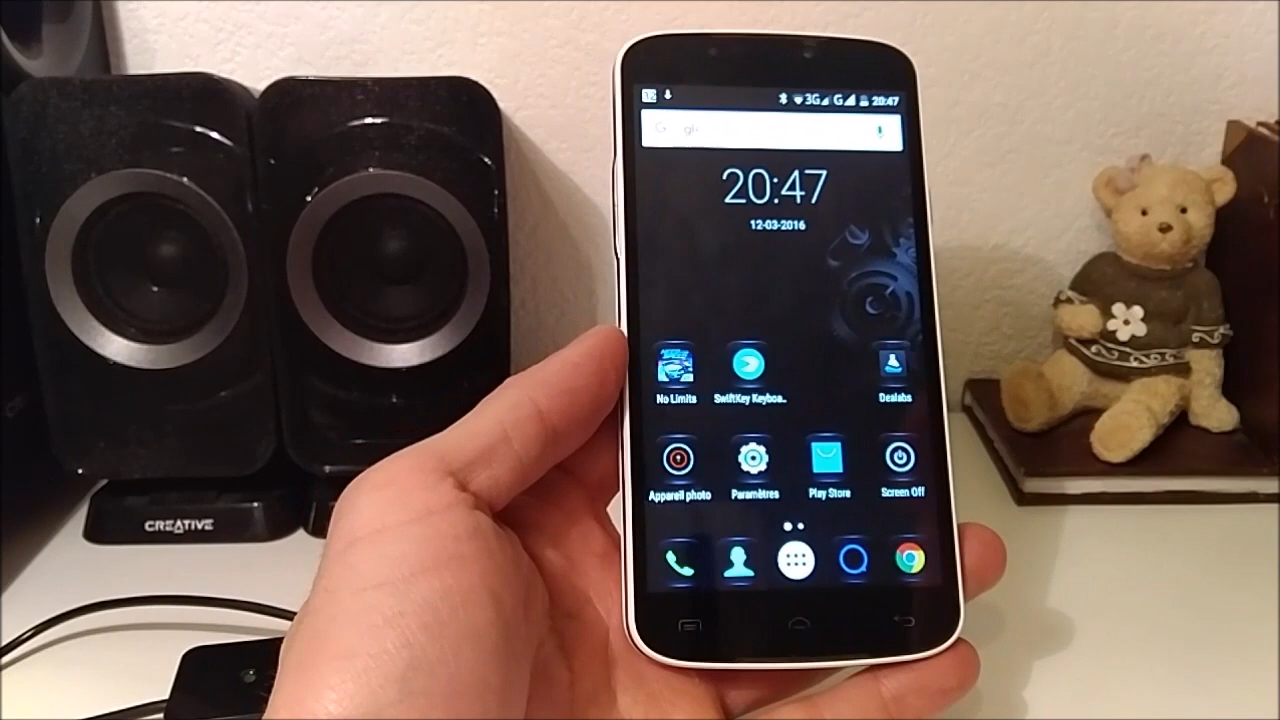 3G G 20:47
20:47
12-03-2016
No Limits SwiftKey Keyboa.. Dealabs
Appareil photo Paramètres Play Store Screen Off
CREATIVE